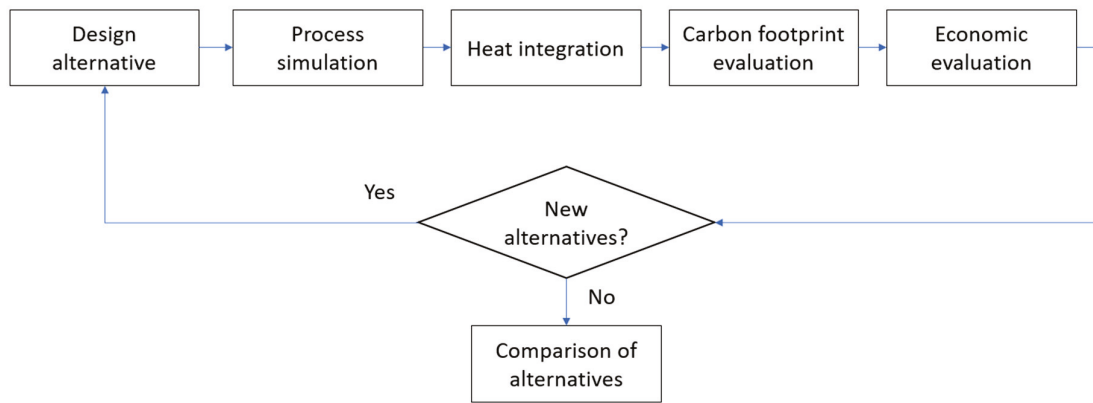 Design
alternative
Process
simulation
Heat integration
Carbon footprint
evaluation
Economic
evaluation
Yes
New
alternatives?
No
Comparison of
alternatives